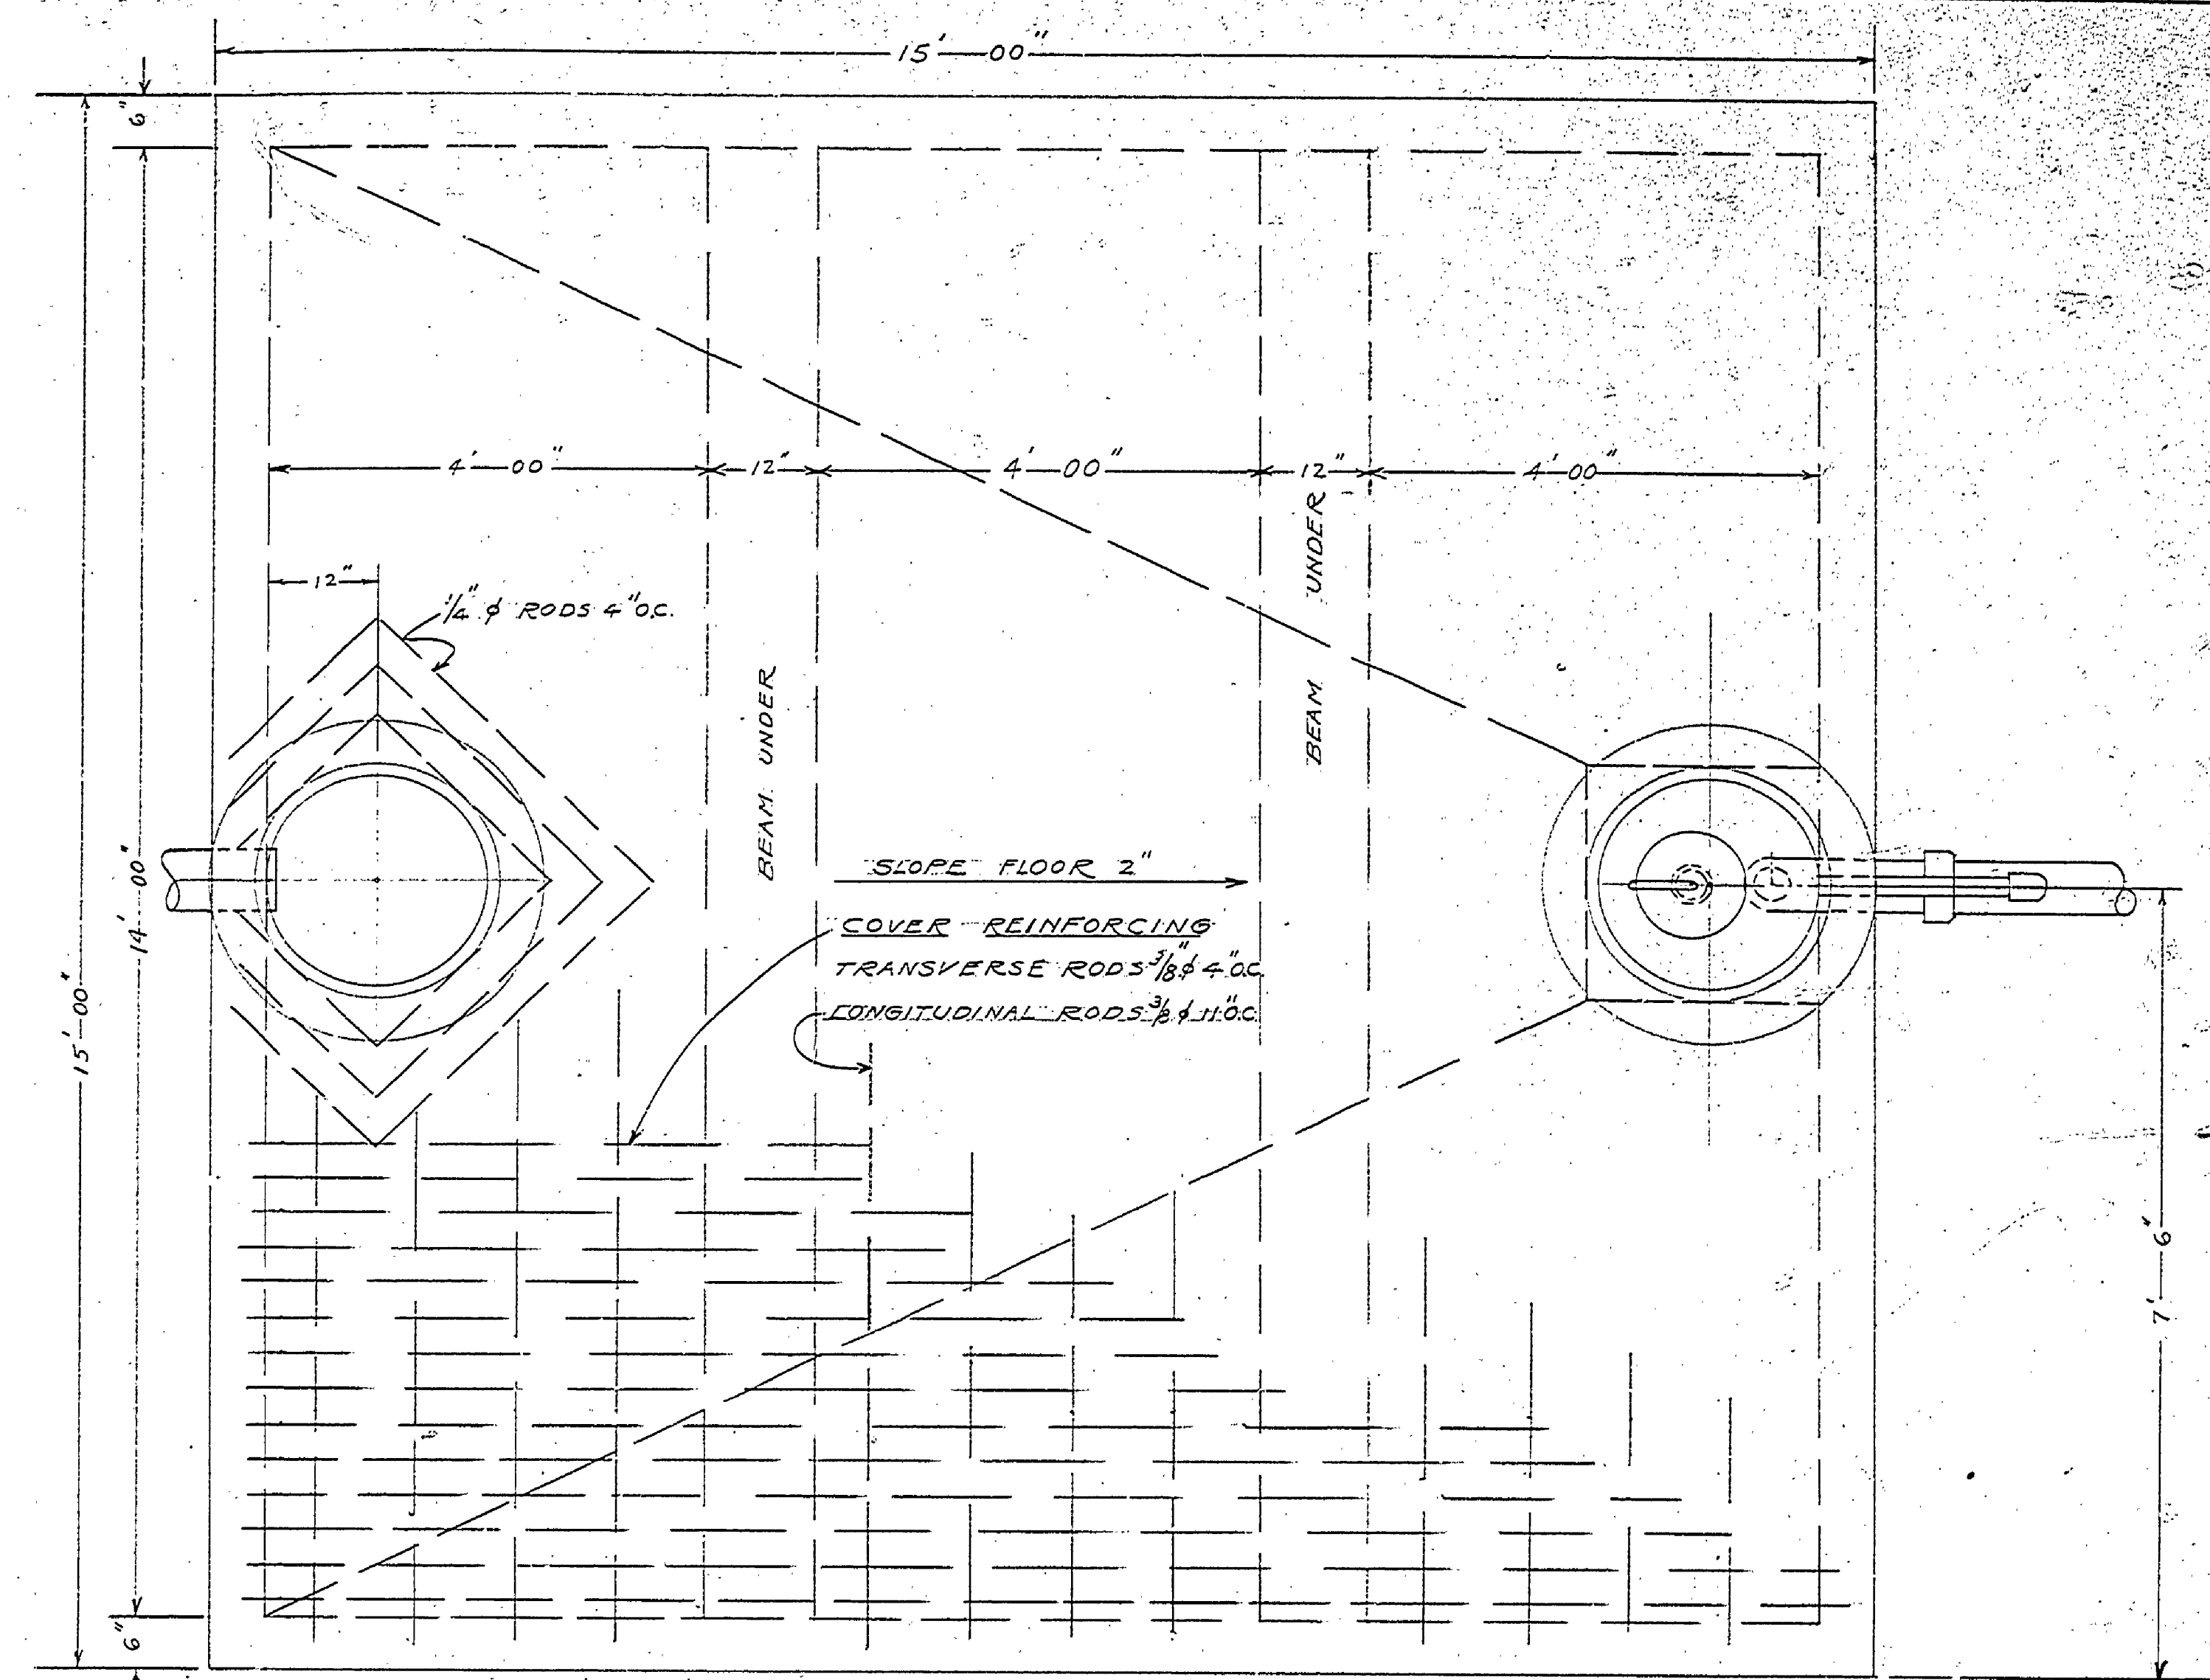 15'—00"
6"
4'—00"
12"
4'—00"
12"
4'—00"
12"
1/4" φ RODS 4" O.C.
BEAM UNDER
BEAM UNDER
SLOPE FLOOR 2"
COVER REINFORCING
TRANSVERSE RODS 3/8" φ 4" O.C.
LONGITUDINAL RODS 3/8 φ 11" O.C.
14'-00"
15'-00"
7'-6"
6"